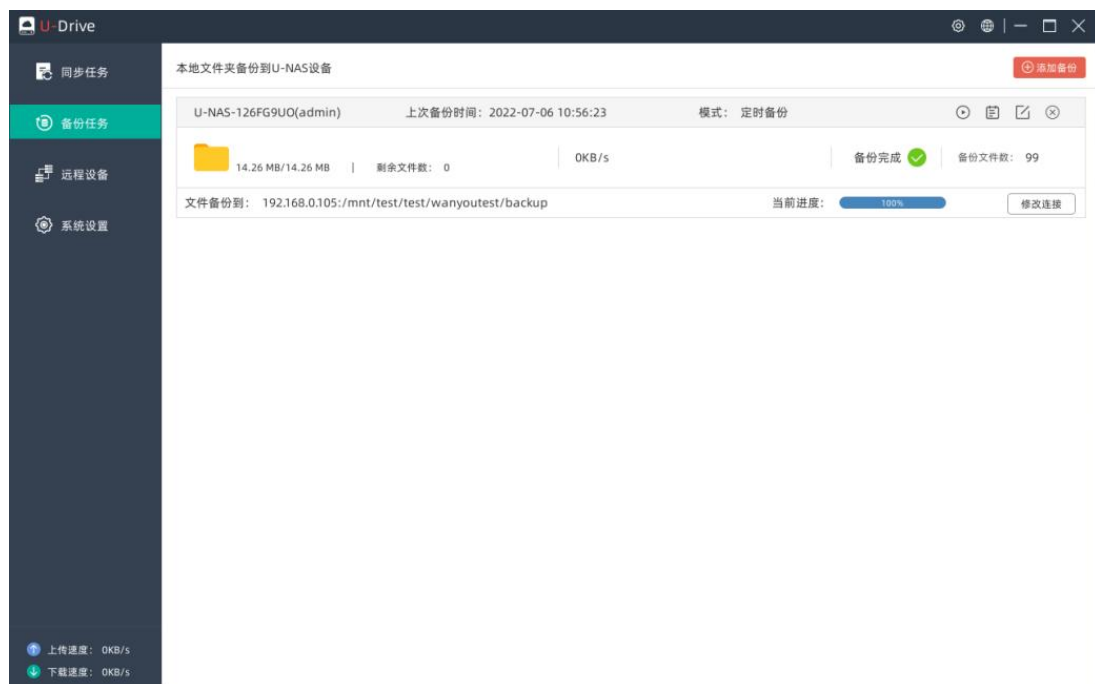 U-Drive
同步任务
备份任务
远程设备
系统设置
本地文件夹备份到U-NAS设备
添加备份
U-NAS-126FG9UO(admin) 上次备份时间：2022-07-06 10:56:23 模式： 定时备份
14.26 MB/14.26 MB | 剩余文件数： 0 0KB/s 备份完成 备份文件数： 99
文件备份到： 192.168.0.105:/mnt/test/test/wanyoutest/backup 当前进度： 100% 修改连接
上传速度： 0KB/s
下载速度： 0KB/s